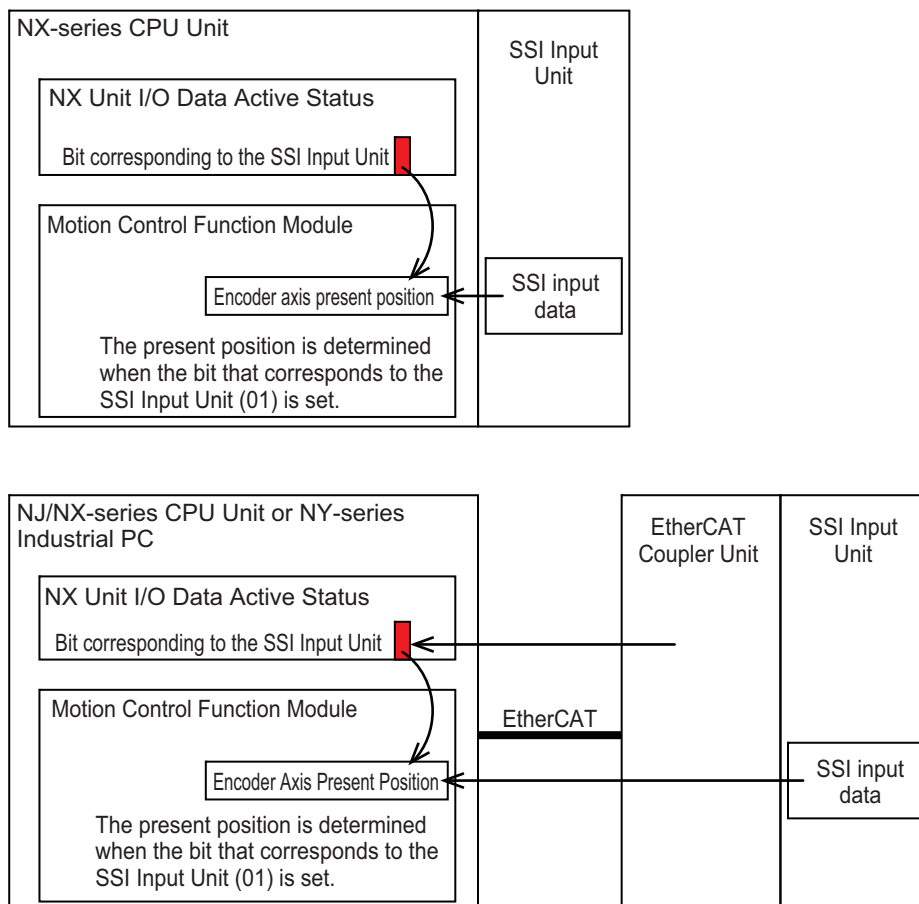 NX-series CPU Unit
SSI Input
Unit
NX Unit I/O Data Active Status
Bit corresponding to the SSI Input Unit
Motion Control Function Module
Encoder axis present position
SSI input
data
The present position is determined
when the bit that corresponds to the
SSI Input Unit (01) is set.
NJ/NX-series CPU Unit or NY-series
Industrial PC
EtherCAT
Coupler Unit
SSI Input
Unit
NX Unit I/O Data Active Status
Bit corresponding to the SSI Input Unit
Motion Control Function Module
EtherCAT
Encoder Axis Present Position
SSI input
data
The present position is determined
when the bit that corresponds to the
SSI Input Unit (01) is set.